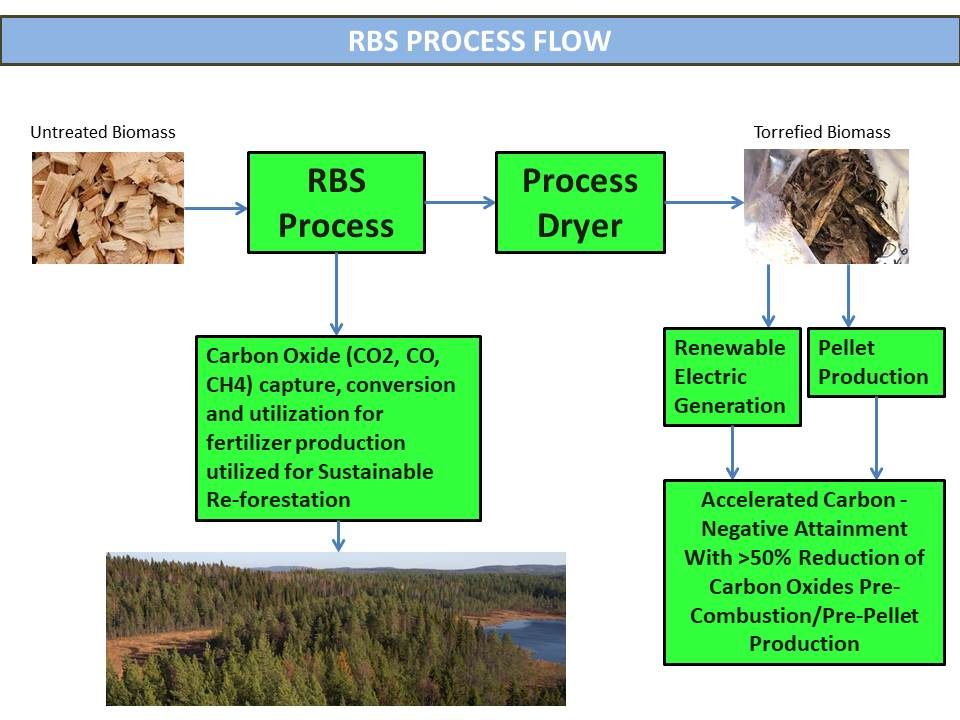 RBS PROCESS FLOW
Untreated Biomass
Torrefied Biomass
RBS
Process
Process
Dryer
Carbon Oxide (CO2, CO,
CH4) capture, conversion
and utilization for
fertilizer production
utilized for Sustainable
Re-forestation
Renewable
Electric
Generation
Pellet
Production
Accelerated Carbon -
Negative Attainment
With >50% Reduction of
Carbon Oxides Pre-
Combustion/Pre-Pellet
Production